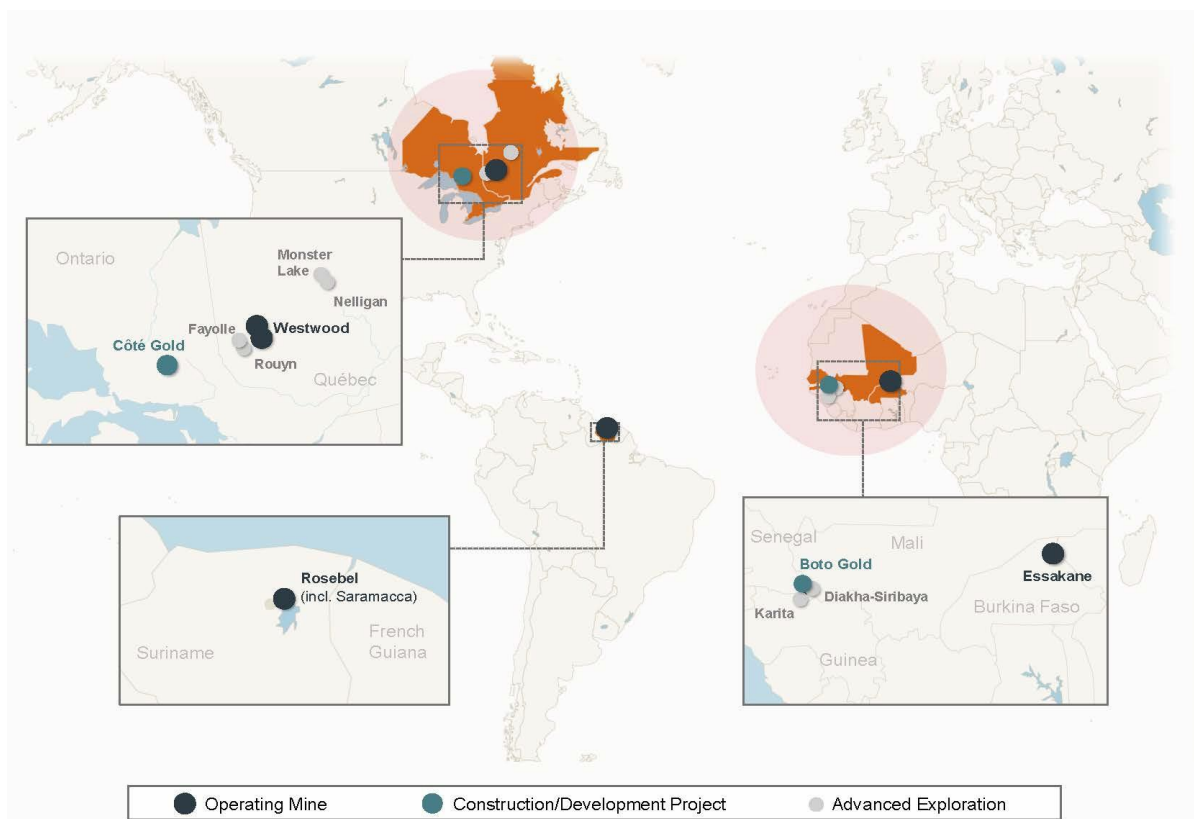 Ontario
Monster
Lake
Nelligan
Fayolle
Westwood
Côté Gold
Rouyn
Québec
Rosebel
(incl. Saramacca)
Suriname
French
Guiana
Senegal
Mali
Boto Gold
Essakane
Diakha-Siribaya
Karita
Burkina Faso
Guinea
Operating Mine
Construction/Development Project
Advanced Exploration